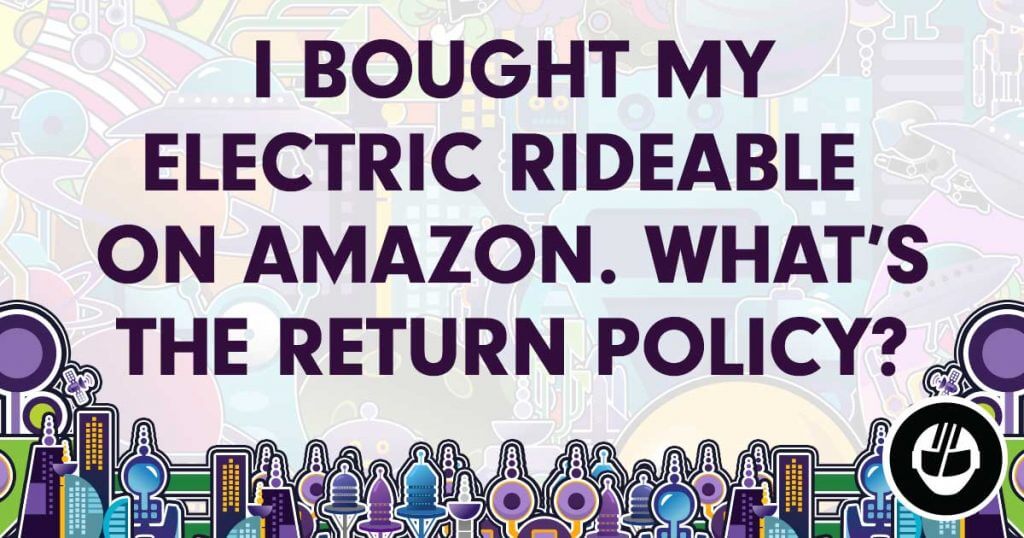 I BOUGHT MY
ELECTRIC RIDEABLE
ON AMAZON. WHAT'S
THE RETURN POLICY?